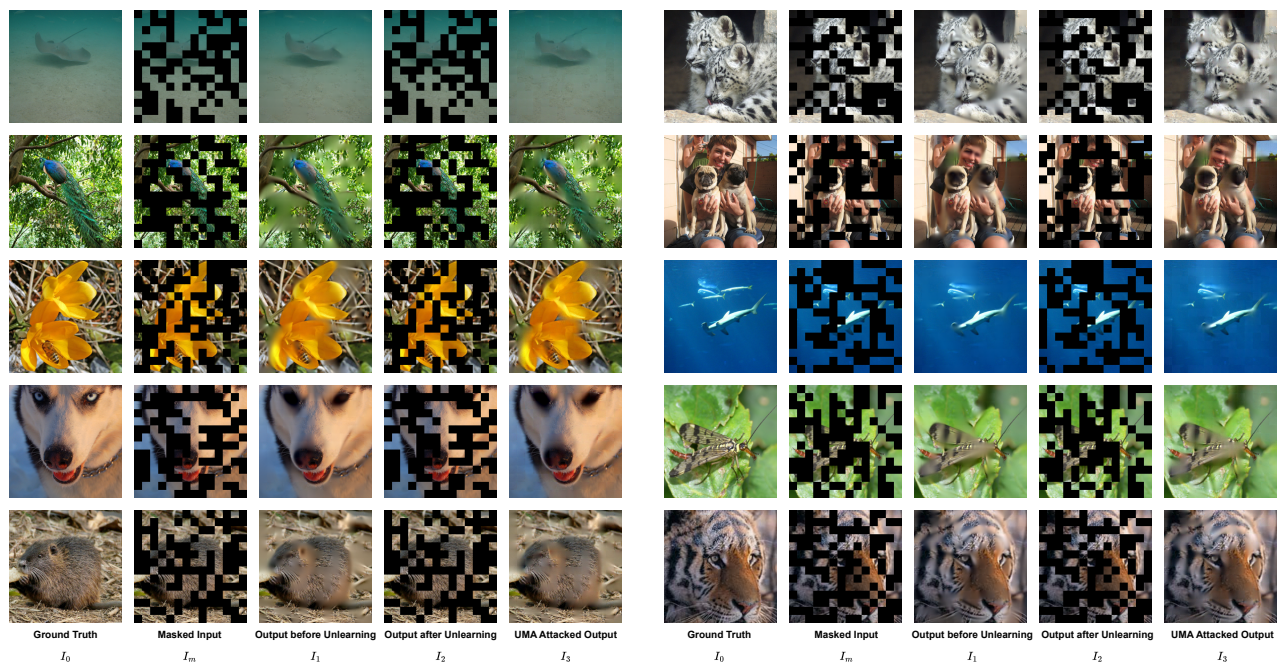 Ground Truth Masked Input Output before Unlearning Output after Unlearning UMA Attacked Output Ground Truth Masked Input Output before Unlearning Output after Unlearning UMA Attacked Output
I₀ Iₘ I₁ I₂ I₃ I₀ Iₘ I₁ I₂ I₃